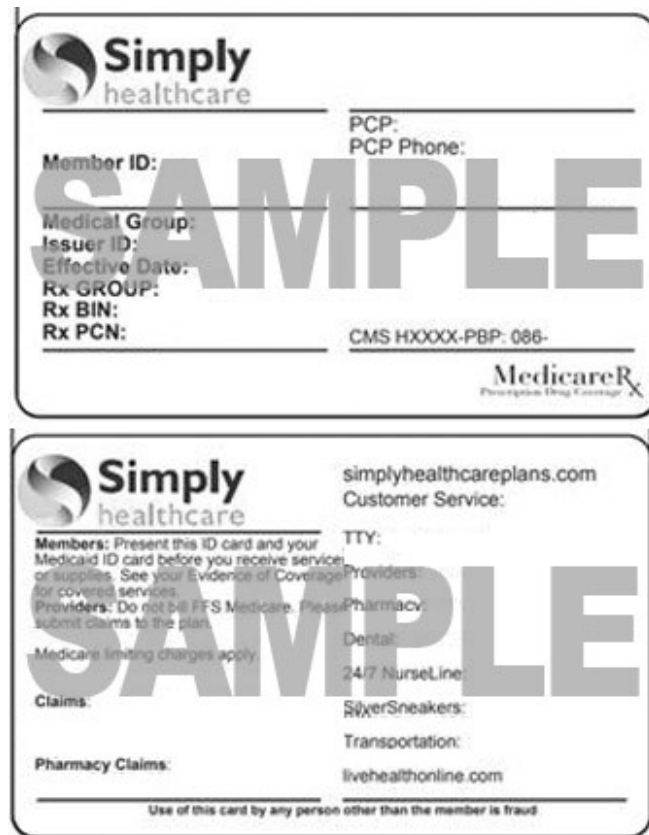 Simply
healthcare
PCP:
PCP Phone:
Member ID:
SAMPLE
Medical Group:
Issuer ID:
Effective Date:
Rx GROUP:
Rx BIN:
Rx PCN:
CMS HXXXX-PBP: 086-
MedicareRx
Prescription Drug Coverage
Simply
healthcare
simplyhealthcareplans.com
Customer Service:
Members: Present this ID card and your
Medicaid ID card before you receive service
or supplies. See your Evidence of Coverage
for covered services.
Providers: Do not bill FFS Medicare. Please
submit claims to the plan.
Medicare limiting charges apply.
Claims:
Pharmacy Claims:
TTY:
Providers:
Pharmacy:
Dental:
24/7 NurseLine:
SilverSneakers:
Transportation:
livehealthonline.com
SAMPLE
Use of this card by any person other than the member is fraud